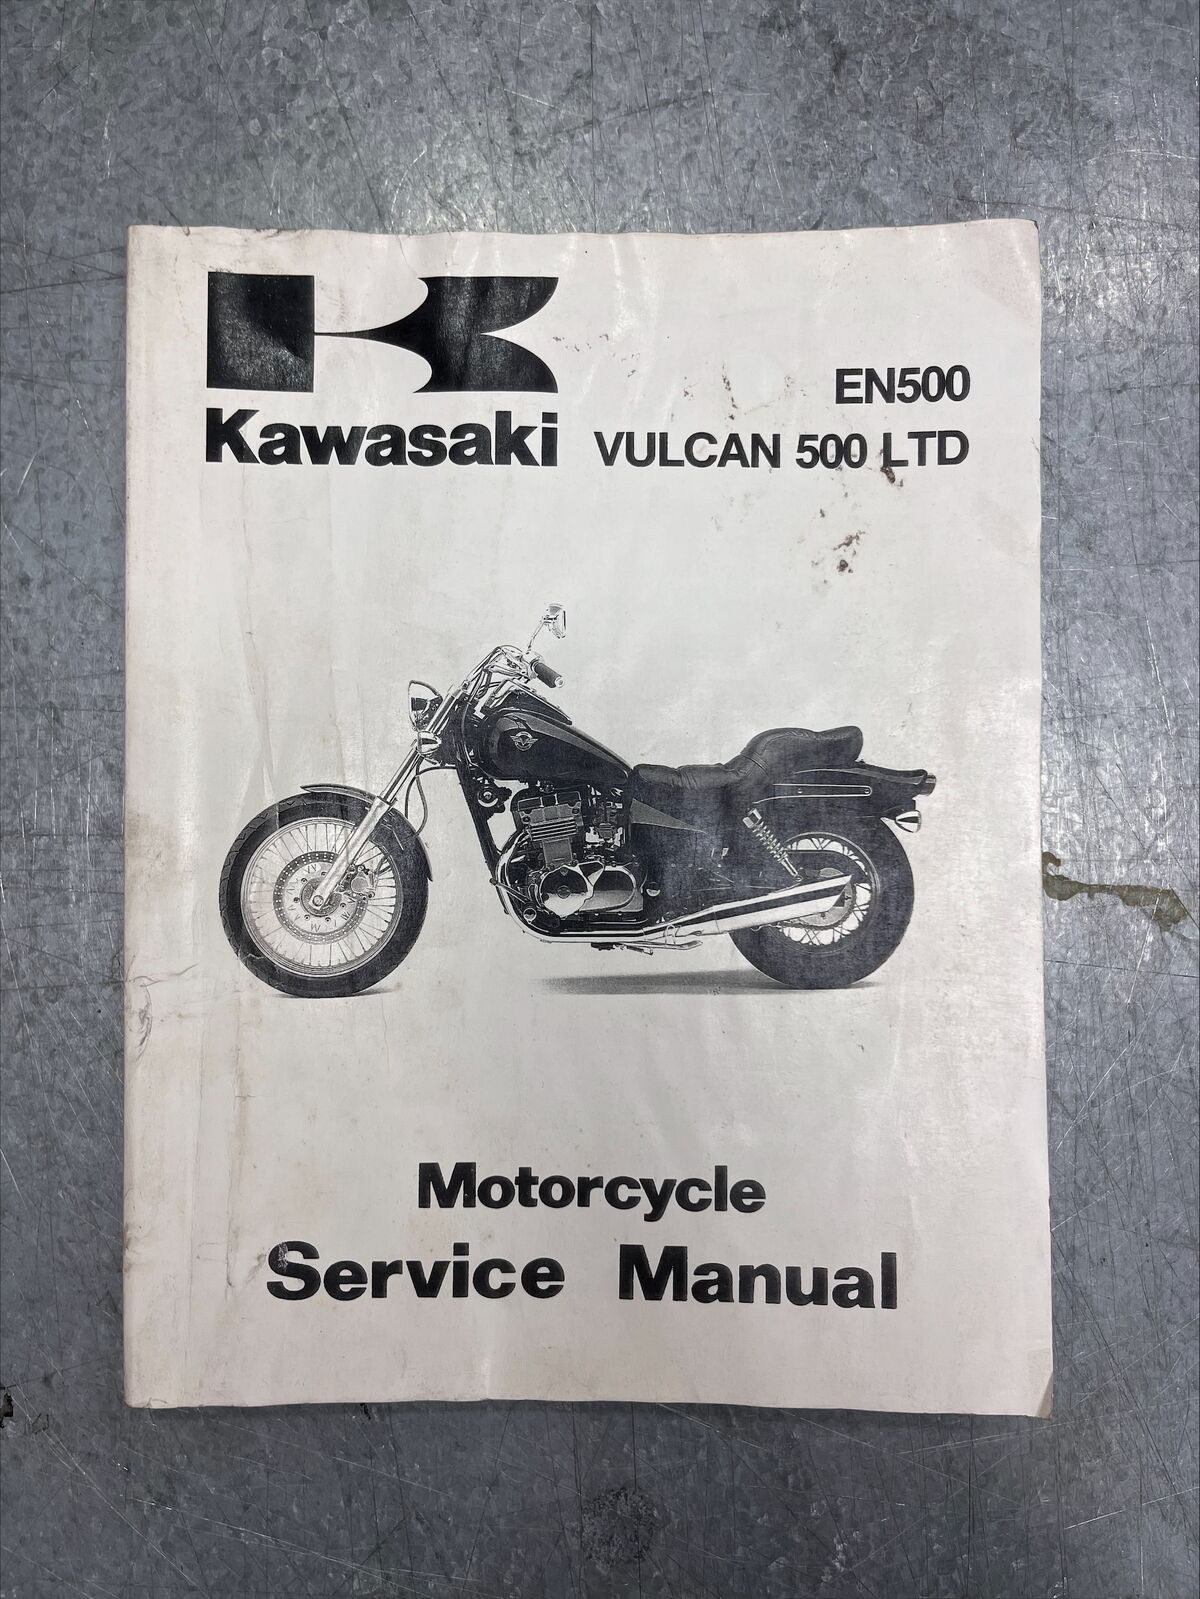 EN500
Kawasaki VULCAN 500 LTD
Motorcycle
Service Manual